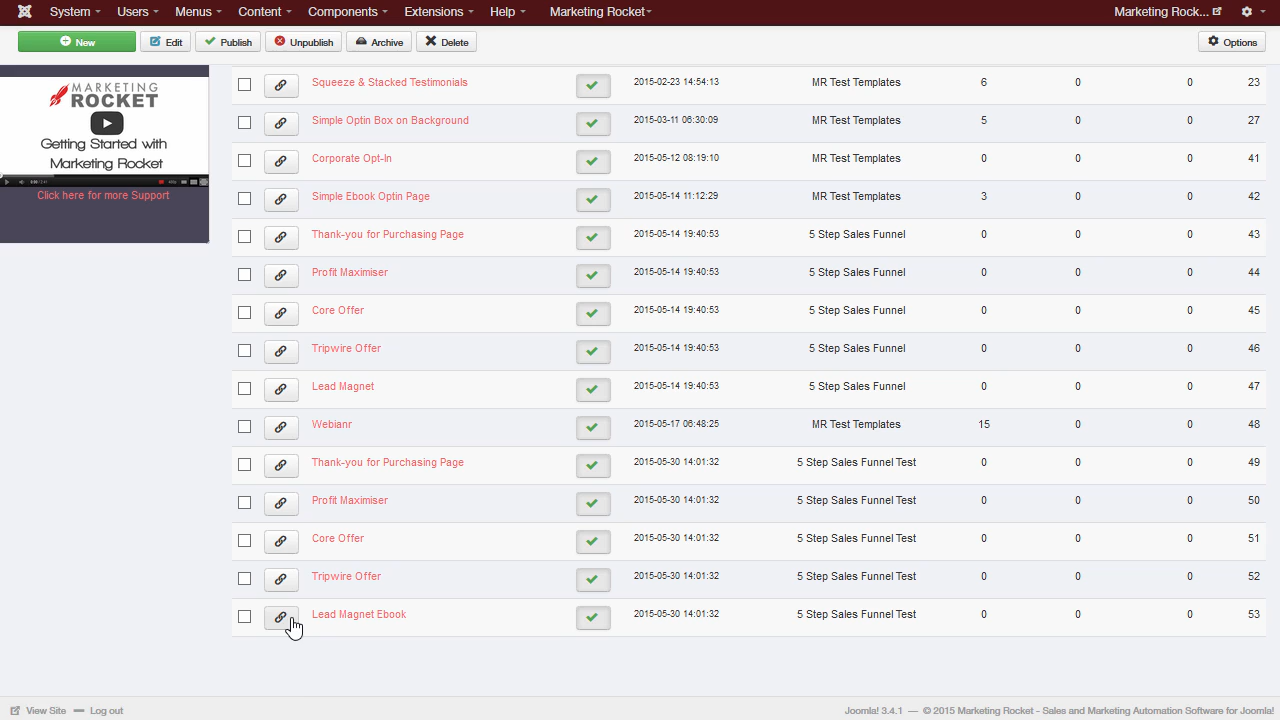 System Users Menus Content Components Extensions Help Marketing Rocket Marketing Rock...
New Edit Publish Unpublish Archive Delete Options
MARKETING
ROCKET
Getting Started with
Marketing Rocket
Click here for more Support
Squeeze & Stacked Testimonials 2015-02-23 14:54:13 MR Test Templates 6 0 0 23
Simple Optin Box on Background 2015-03-11 06:30:09 MR Test Templates 5 0 0 27
Corporate Opt-In 2015-05-12 08:19:10 MR Test Templates 0 0 0 41
Simple Ebook Optin Page 2015-05-14 11:12:29 MR Test Templates 3 0 0 42
Thank-you for Purchasing Page 2015-05-14 19:40:53 5 Step Sales Funnel 0 0 0 43
Profit Maximiser 2015-05-14 19:40:53 5 Step Sales Funnel 0 0 0 44
Core Offer 2015-05-14 19:40:53 5 Step Sales Funnel 0 0 0 45
Tripwire Offer 2015-05-14 19:40:53 5 Step Sales Funnel 0 0 0 46
Lead Magnet 2015-05-14 19:40:53 5 Step Sales Funnel 0 0 0 47
Webianr 2015-05-17 06:48:25 MR Test Templates 15 0 0 48
Thank-you for Purchasing Page 2015-05-30 14:01:32 5 Step Sales Funnel Test 0 0 0 49
Profit Maximiser 2015-05-30 14:01:32 5 Step Sales Funnel Test 0 0 0 50
Core Offer 2015-05-30 14:01:32 5 Step Sales Funnel Test 0 0 0 51
Tripwire Offer 2015-05-30 14:01:32 5 Step Sales Funnel Test 0 0 0 52
Lead Magnet Ebook 2015-05-30 14:01:32 5 Step Sales Funnel Test 0 0 0 53
View Site Log out Joomla! 3.4.1 — © 2015 Marketing Rocket - Sales and Marketing Automation Software for Joomla!